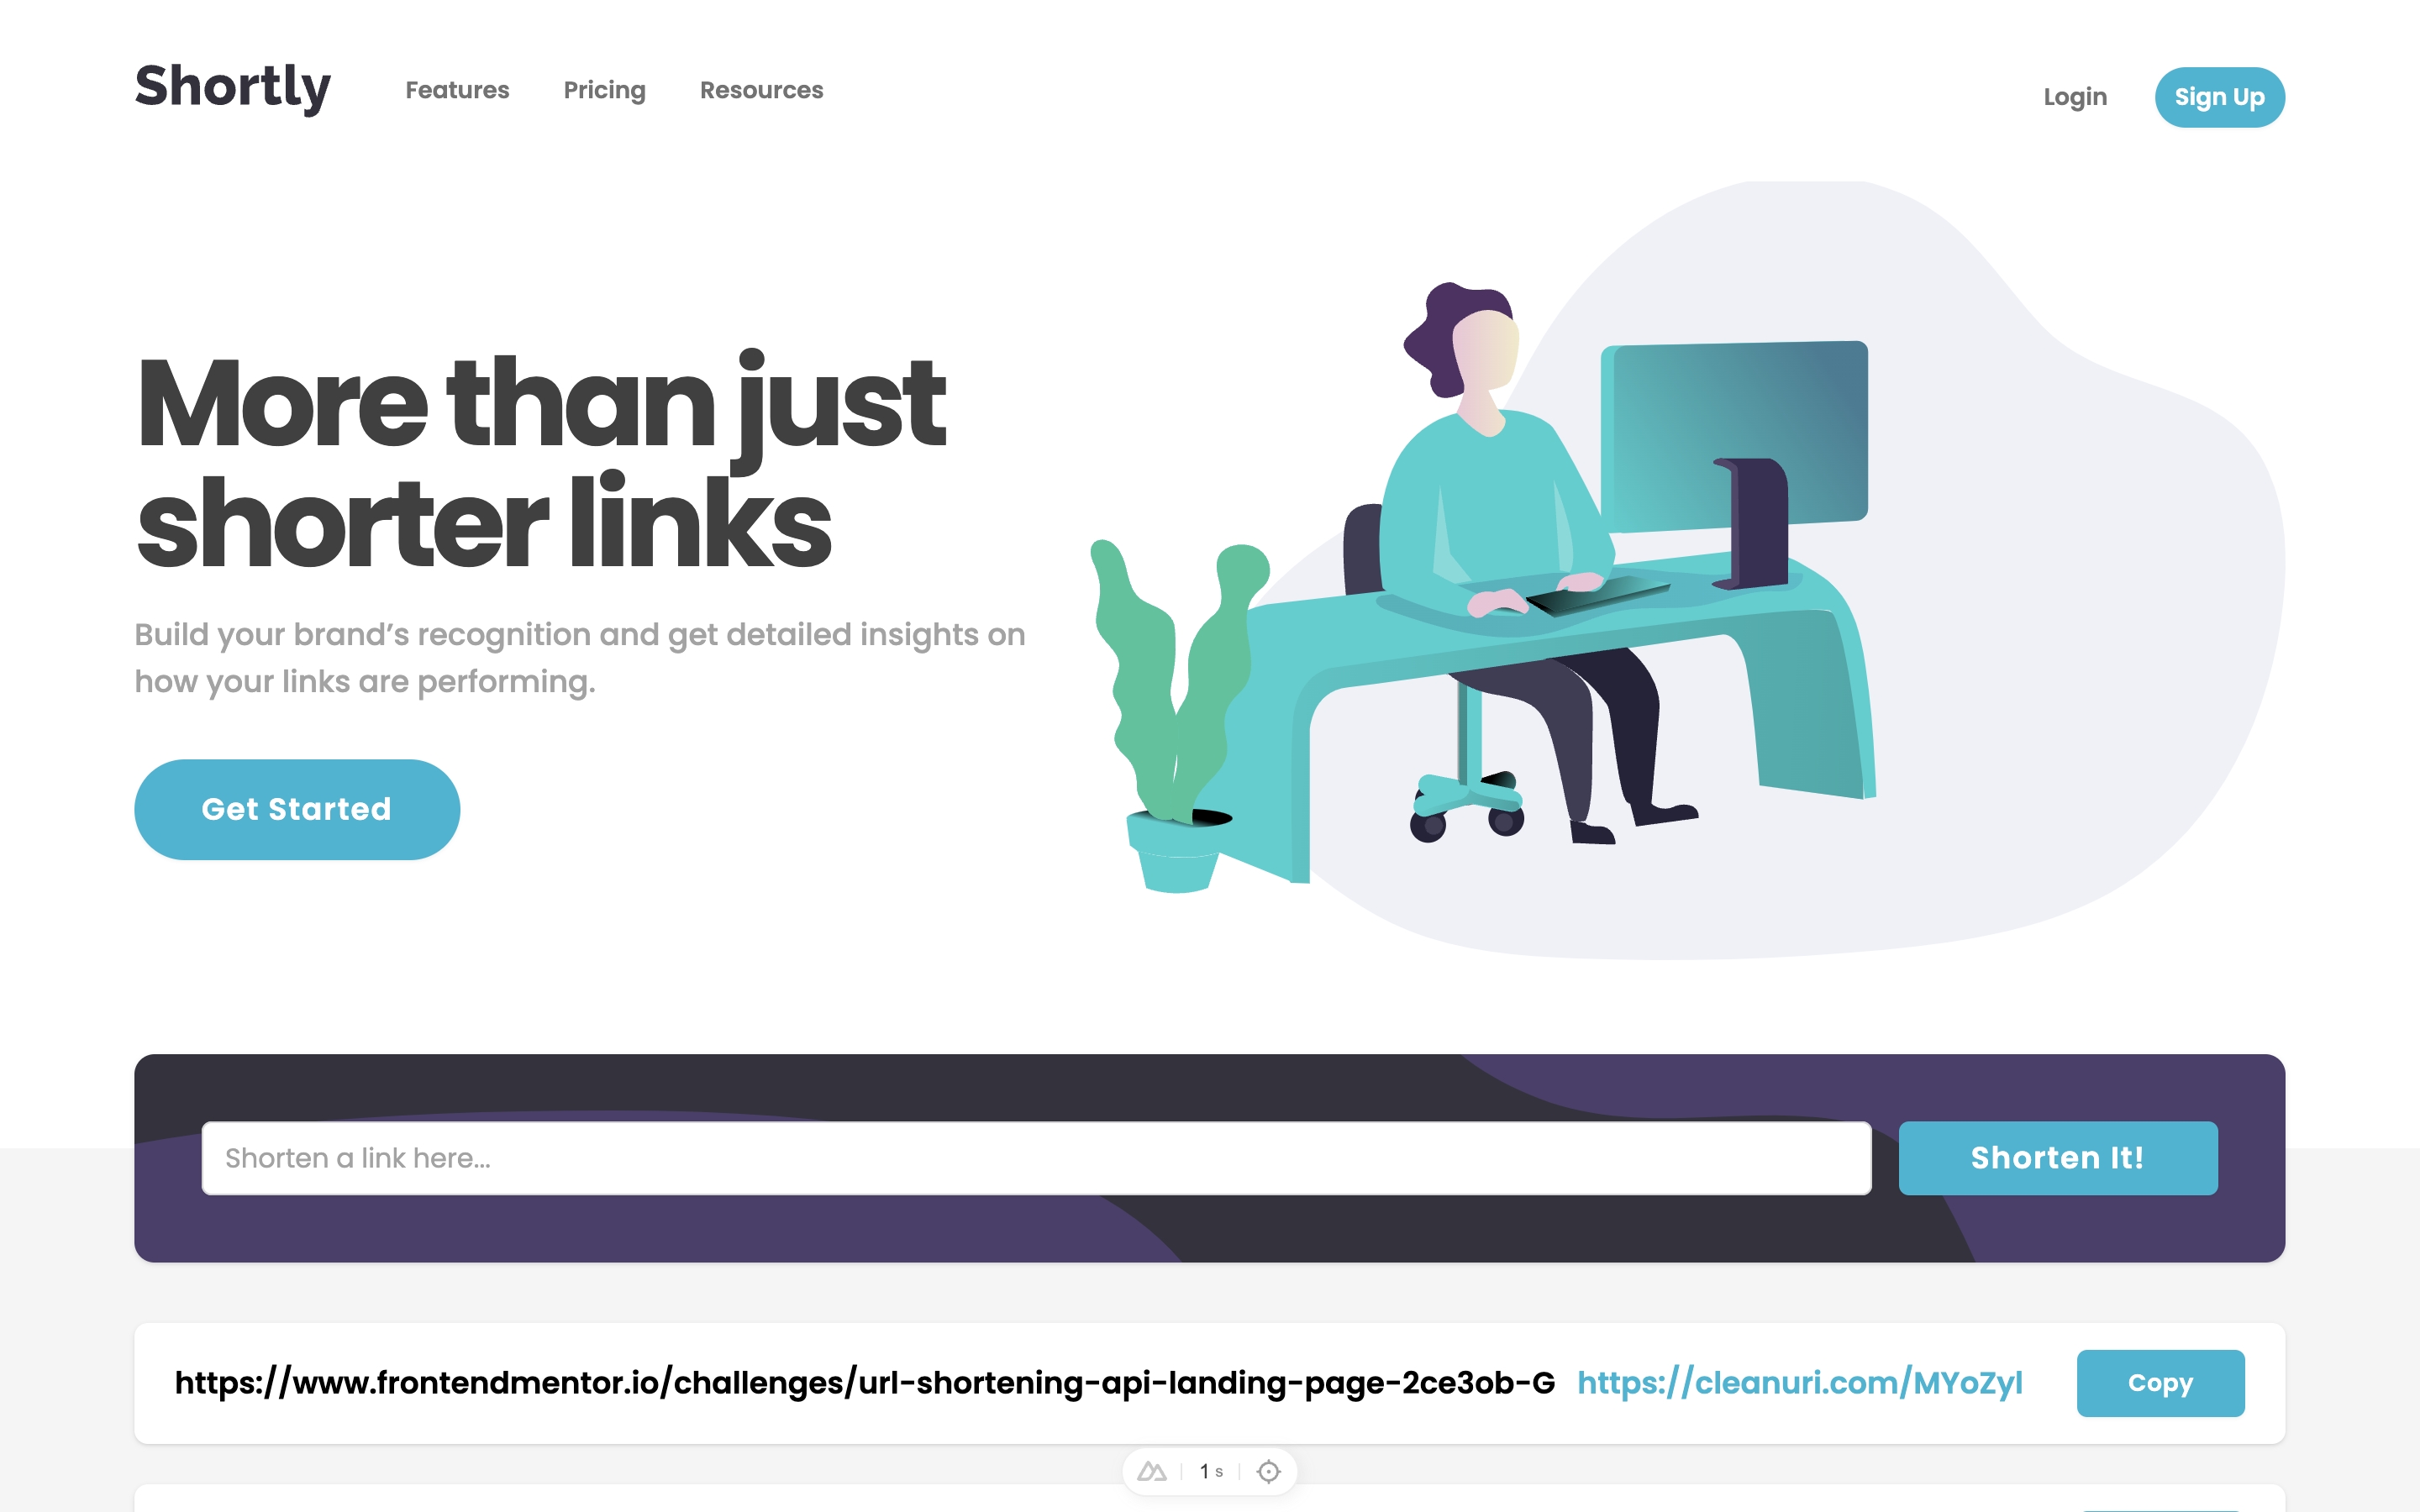 Shortly
Features
Pricing
Resources
Login
Sign Up
More than just
shorter links
Build your brand’s recognition and get detailed insights on
how your links are performing.
Get Started
Shorten a link here...
Shorten It!
https://www.frontendmentor.io/challenges/url-shortening-api-landing-page-2ce3ob-G
https://cleanuri.com/MYoZyl
Copy
1 s